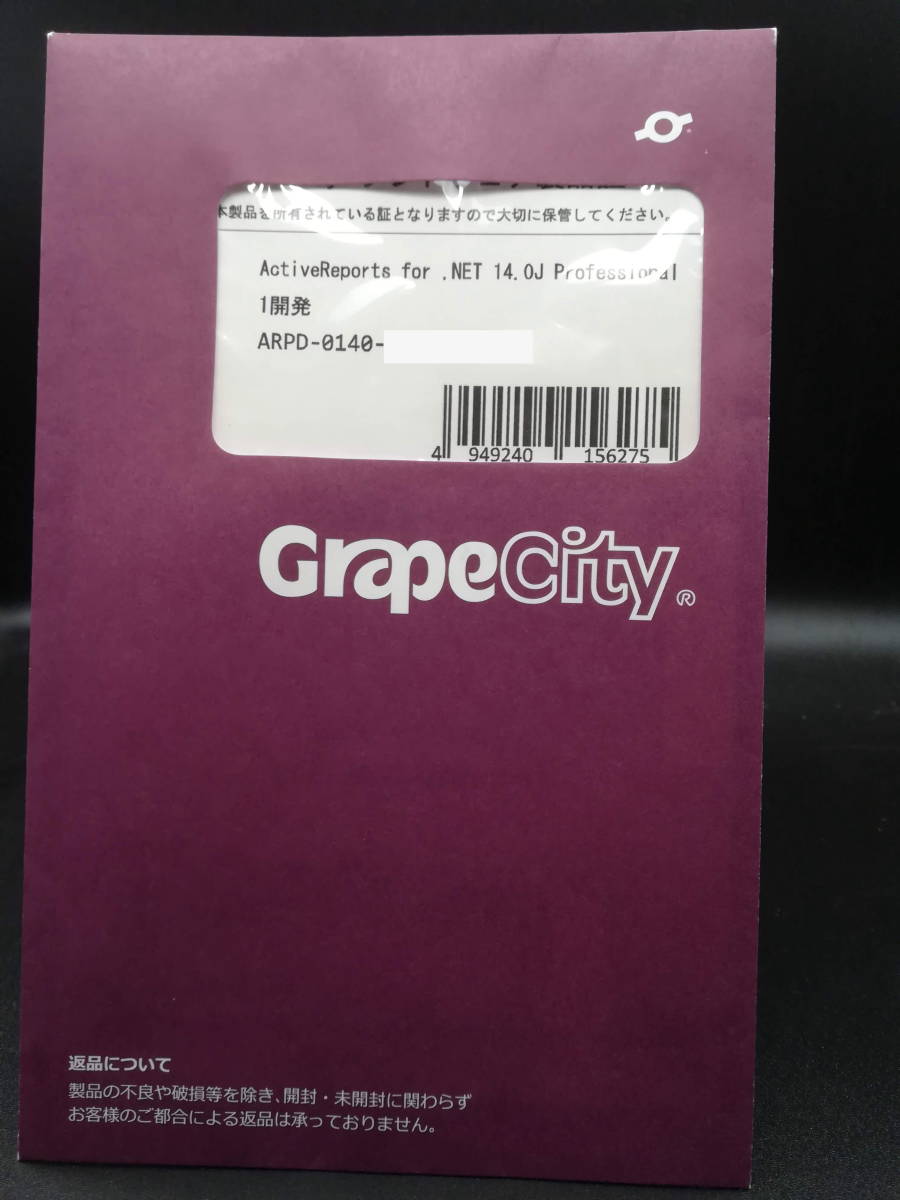 本製品を所有されている証となりますので大切に保管してください。
ActiveReports for .NET 14.0J Professional
1開発
ARPD-0140-
4 949240 156275
GrapeCity®
返品について
製品の不良や破損等を除き、開封・未開封に関わらず
お客様のご都合による返品は承っておりません。